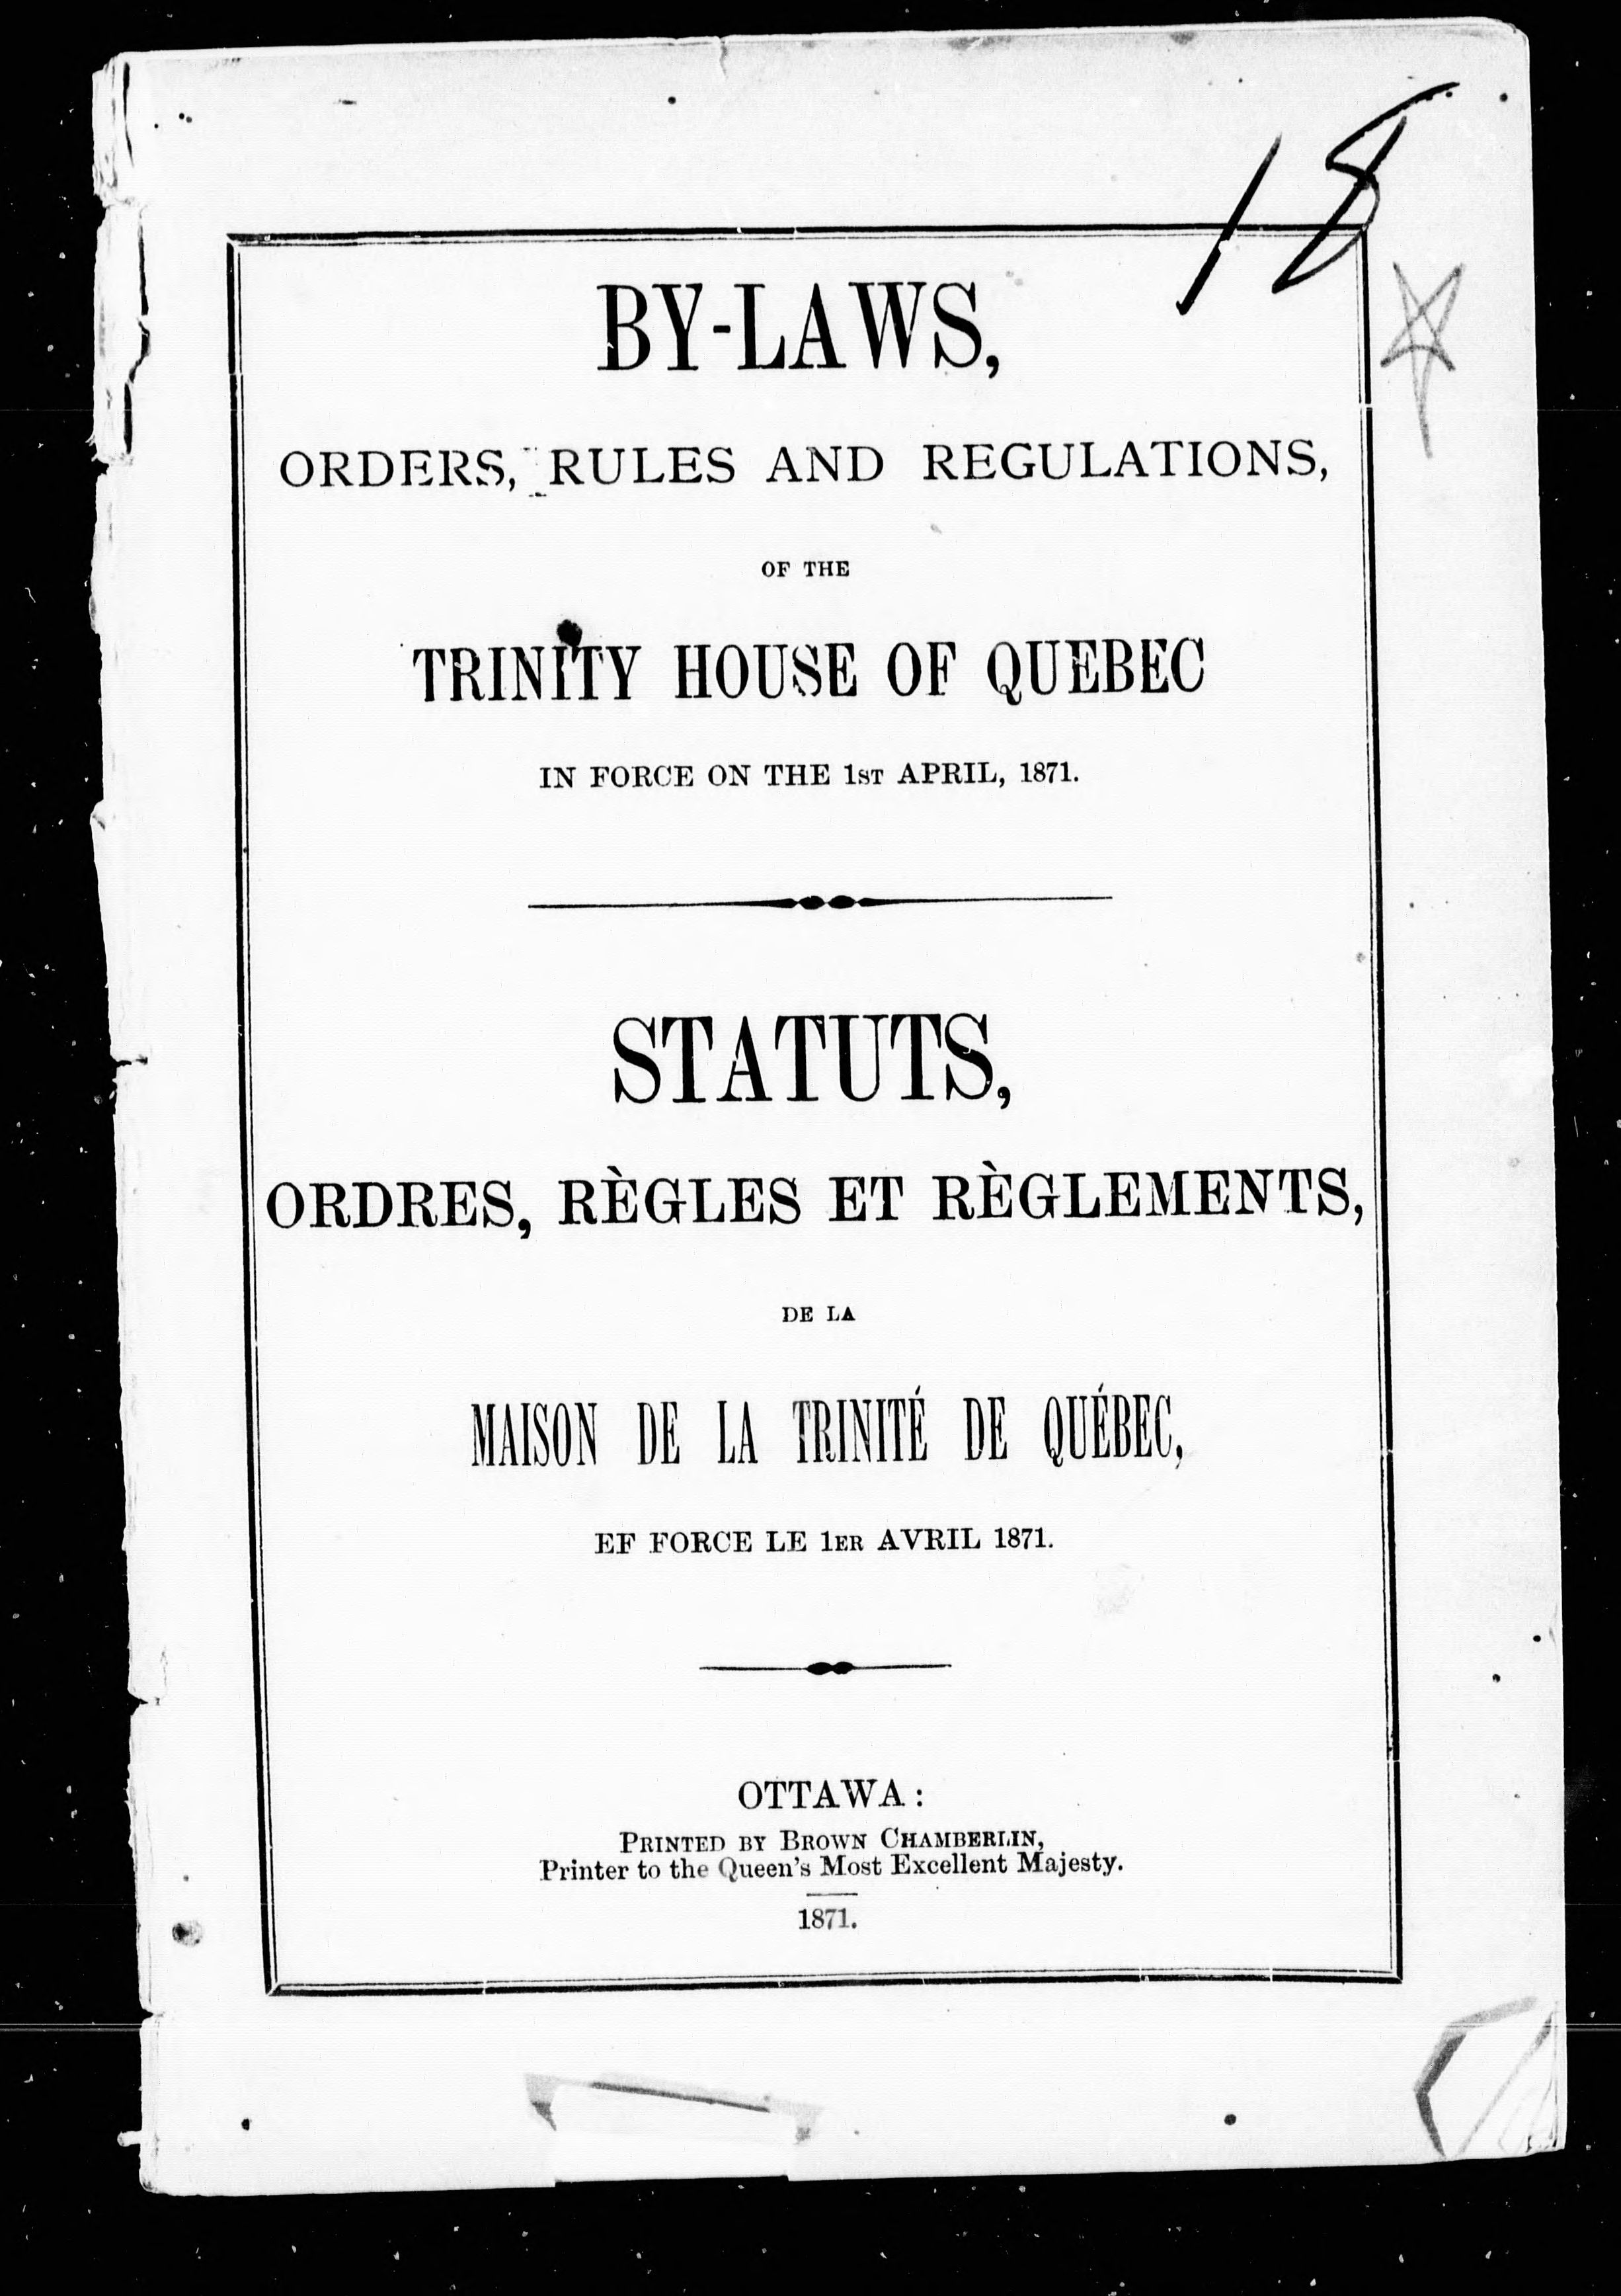 18
BY-LAWS,
ORDERS, RULES AND REGULATIONS,
OF THE
TRINITY HOUSE OF QUEBEC
IN FORCE ON THE 1ST APRIL, 1871.
STATUTS,
ORDRES, RÈGLES ET RÈGLEMENTS,
DE LA
MAISON DE LA TRINITÉ DE QUÉBEC,
EF FORCE LE 1ER AVRIL 1871.
OTTAWA:
PRINTED BY BROWN CHAMBERLIN,
Printer to the Queen's Most Excellent Majesty.
1871.